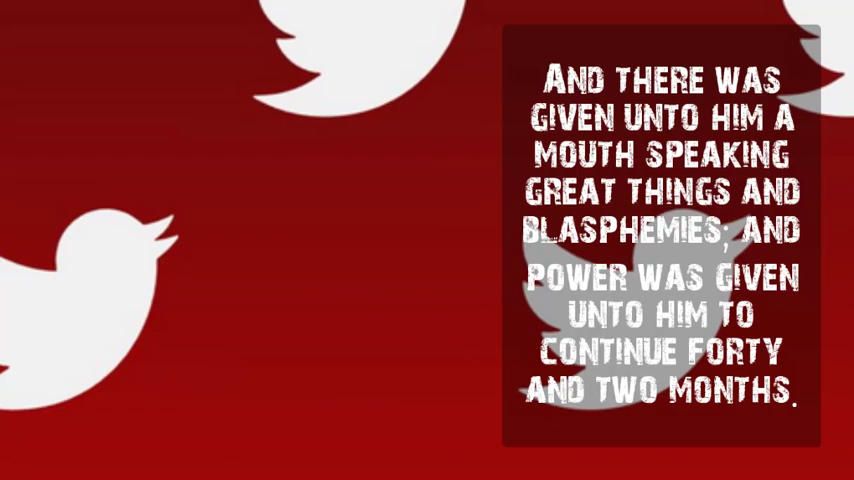 And there was
given unto him a
mouth speaking
great things and
blasphemies; and
power was given
unto him to
continue forty
and two months.